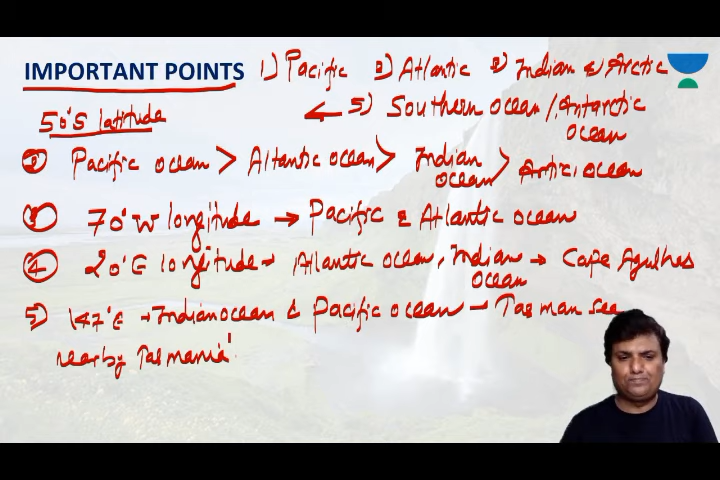 IMPORTANT POINTS 1) Pacific 2) Atlantic 3) Indian 4) Arctic
50°S latitude ← 5) Southern ocean / Antarctic ocean
2) Pacific ocean > Altantic ocean > Indian ocean > Artic ocean
3) 70°W longitude → Pacific & Atlantic ocean
4) 20°E longitude → Atlantic ocean, Indian ocean → Cape Agulhas
5) 147°E → Indian ocean & Pacific ocean - Tasman sea
nearby Tasmania